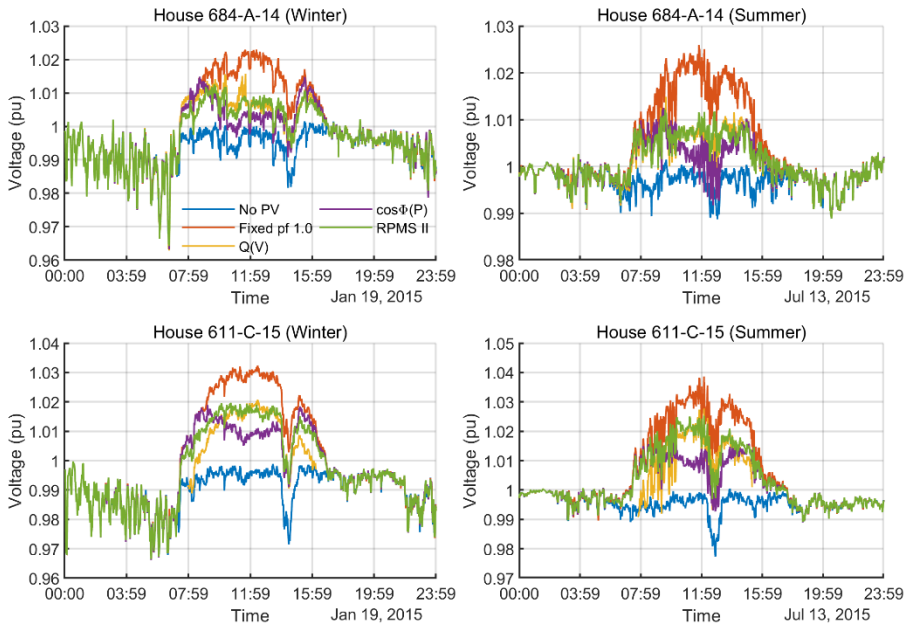 House 684-A-14 (Winter)
Voltage (pu)
1.03
1.02
1.01
1
0.99
0.98
0.97
0.96
No PV
Fixed pf 1.0
Q(V)
cosΦ(P)
RPMS II
00:00 03:59 07:59 11:59 15:59 19:59 23:59
Time
Jan 19, 2015
House 684-A-14 (Summer)
Voltage (pu)
1.03
1.02
1.01
1
0.99
0.98
00:00 03:59 07:59 11:59 15:59 19:59 23:59
Time
Jul 13, 2015
House 611-C-15 (Winter)
Voltage (pu)
1.04
1.03
1.02
1.01
1
0.99
0.98
0.97
0.96
00:00 03:59 07:59 11:59 15:59 19:59 23:59
Time
Jan 19, 2015
House 611-C-15 (Summer)
Voltage (pu)
1.05
1.04
1.03
1.02
1.01
1
0.99
0.98
0.97
00:00 03:59 07:59 11:59 15:59 19:59 23:59
Time
Jul 13, 2015